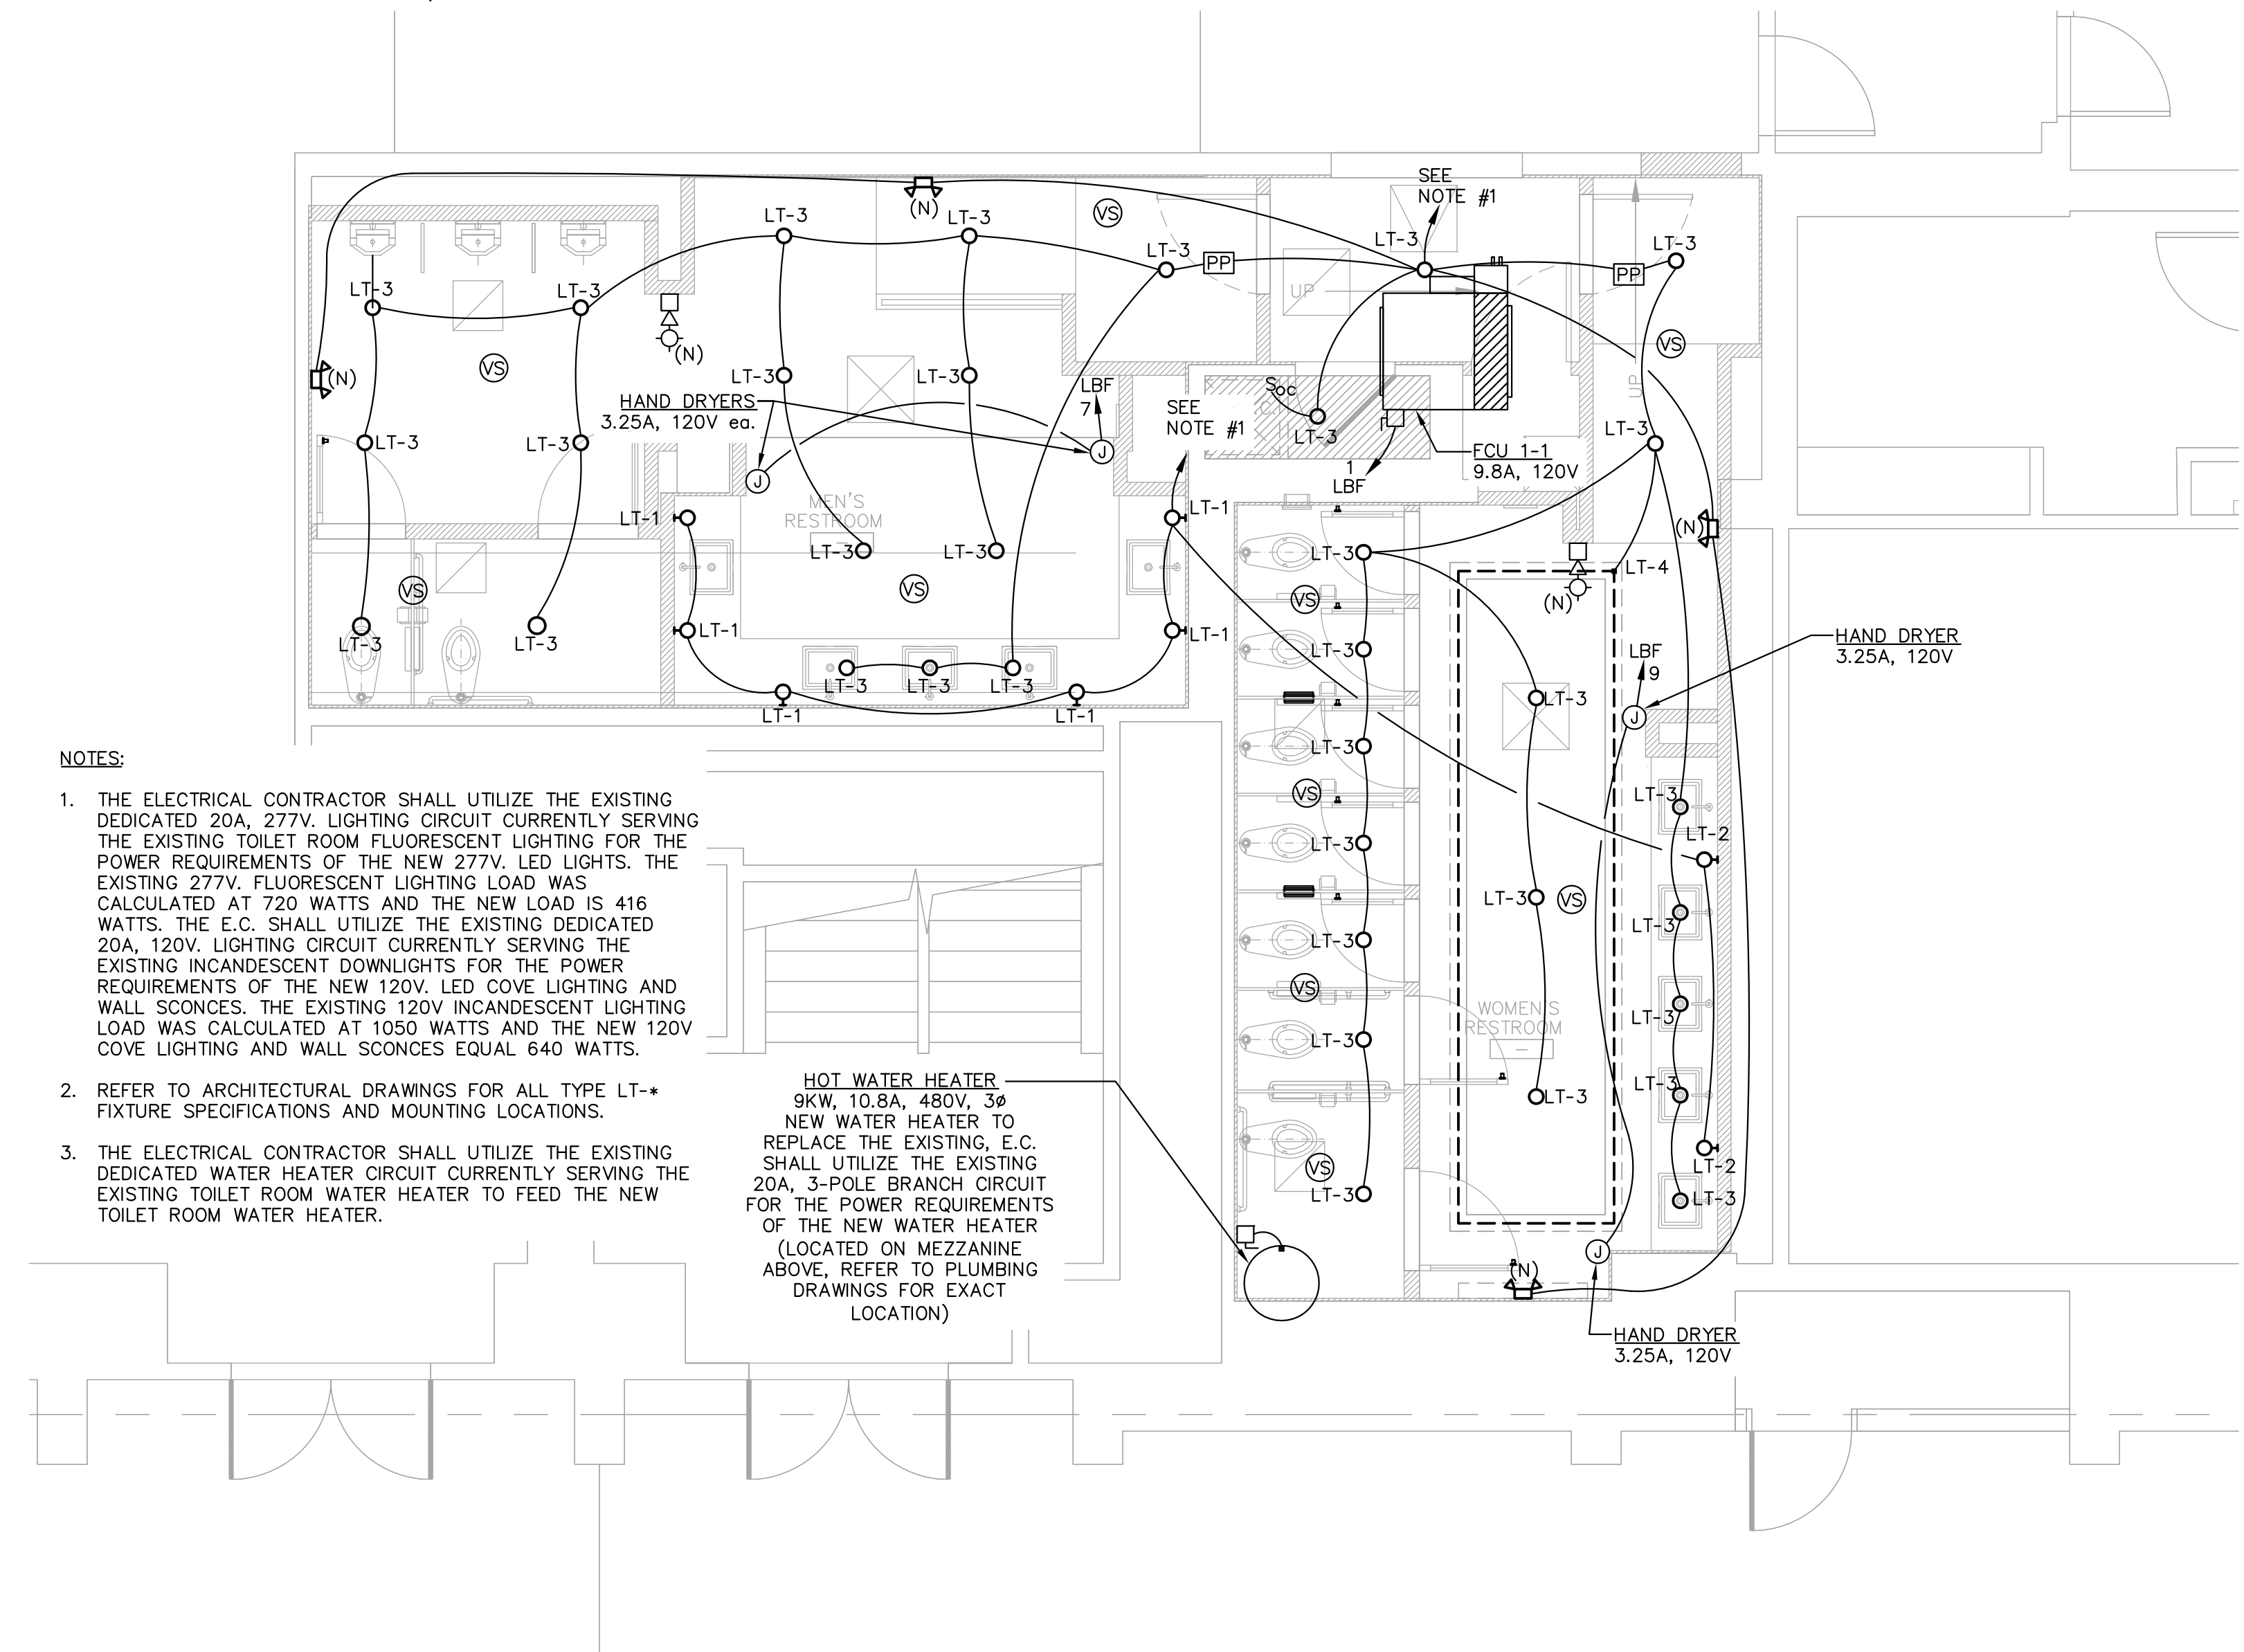 SEE
NOTE #1
LT-3
LT-3
(N)
LT-3
VS
LT-3
PP
LT-3
PP
LT-3
UP
LT-3
LT-3
VS
(N)
(N)
LT-3
LT-3
VS
UP
HAND DRYERS
3.25A, 120V ea.
LBF
7
SOC
SEE
NOTE #1
LT-3
LT-3
LT-3
LT-3
J
J
1
LBF
FCU 1-1
9.8A, 120V
MEN'S
RESTROOM
LT-1
LT-1
LT-3
LT-3
LT-3
(N)
LT-4
(N)
VS
VS
VS
LT-3
LT-3
LT-1
LT-1
LT-3
HAND DRYER
3.25A, 120V
LBF
9
LT-3
LT-3
LT-3
LT-1
LT-1
LT-3
J
LT-3
VS
LT-3
LT-2
LT-3
LT-3
VS
LT-3
LT-3
VS
LT-3
WOMEN'S
RESTROOM
LT-3
LT-3
LT-3
VS
LT-2
LT-3
LT-3
J
(N)
HAND DRYER
3.25A, 120V
NOTES:
1. THE ELECTRICAL CONTRACTOR SHALL UTILIZE THE EXISTING
DEDICATED 20A, 277V. LIGHTING CIRCUIT CURRENTLY SERVING
THE EXISTING TOILET ROOM FLUORESCENT LIGHTING FOR THE
POWER REQUIREMENTS OF THE NEW 277V. LED LIGHTS. THE
EXISTING 277V. FLUORESCENT LIGHTING LOAD WAS
CALCULATED AT 720 WATTS AND THE NEW LOAD IS 416
WATTS. THE E.C. SHALL UTILIZE THE EXISTING DEDICATED
20A, 120V. LIGHTING CIRCUIT CURRENTLY SERVING THE
EXISTING INCANDESCENT DOWNLIGHTS FOR THE POWER
REQUIREMENTS OF THE NEW 120V. LED COVE LIGHTING AND
WALL SCONCES. THE EXISTING 120V INCANDESCENT LIGHTING
LOAD WAS CALCULATED AT 1050 WATTS AND THE NEW 120V
COVE LIGHTING AND WALL SCONCES EQUAL 640 WATTS.
2. REFER TO ARCHITECTURAL DRAWINGS FOR ALL TYPE LT-*
FIXTURE SPECIFICATIONS AND MOUNTING LOCATIONS.
3. THE ELECTRICAL CONTRACTOR SHALL UTILIZE THE EXISTING
DEDICATED WATER HEATER CIRCUIT CURRENTLY SERVING THE
EXISTING TOILET ROOM WATER HEATER TO FEED THE NEW
TOILET ROOM WATER HEATER.
HOT WATER HEATER
9KW, 10.8A, 480V, 3ø
NEW WATER HEATER TO
REPLACE THE EXISTING, E.C.
SHALL UTILIZE THE EXISTING
20A, 3-POLE BRANCH CIRCUIT
FOR THE POWER REQUIREMENTS
OF THE NEW WATER HEATER
(LOCATED ON MEZZANINE
ABOVE, REFER TO PLUMBING
DRAWINGS FOR EXACT
LOCATION)